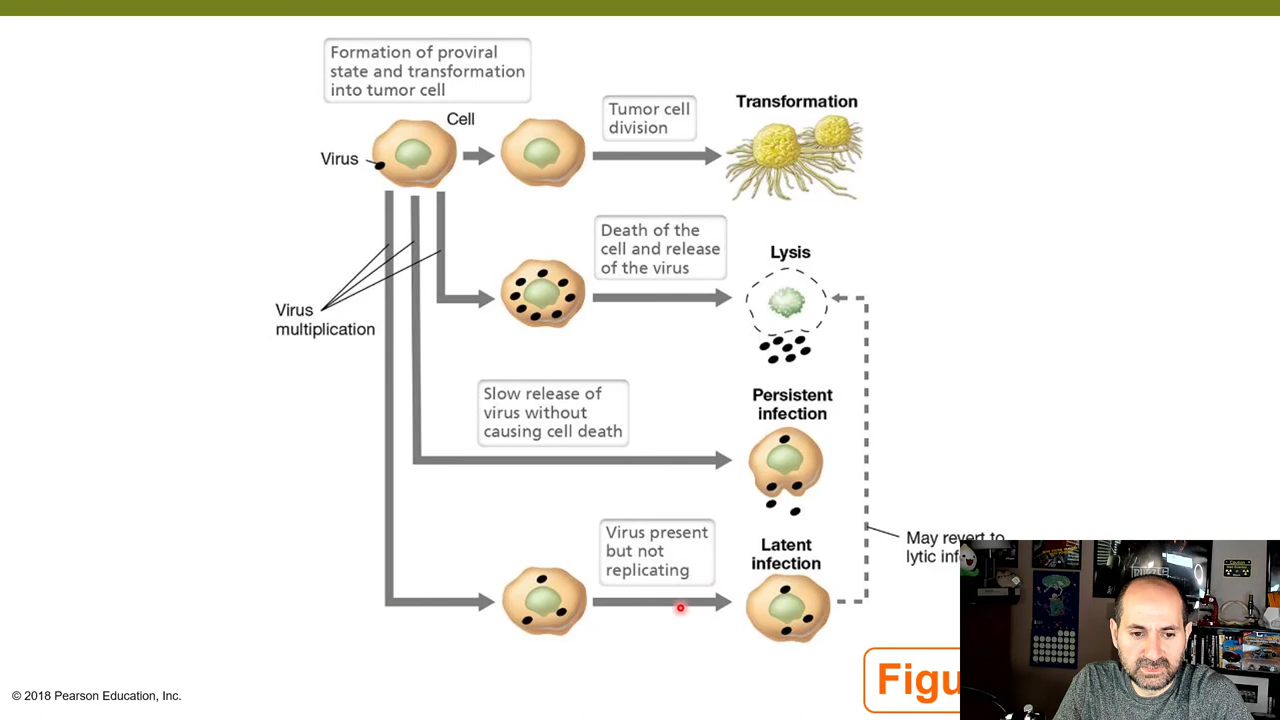 Formation of proviral
state and transformation
into tumor cell
Cell
Virus
Tumor cell
division
Transformation
Death of the
cell and release
of the virus
Lysis
Virus
multiplication
Slow release of
virus without
causing cell death
Persistent
infection
Virus present
but not
replicating
Latent
infection
May revert to
lytic
© 2018 Pearson Education, Inc.